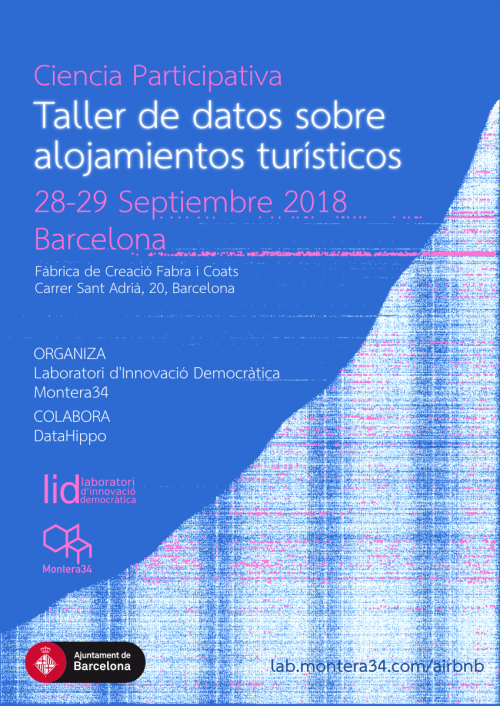 Ciencia Participativa
Taller de datos sobre
alojamientos turísticos
28-29 Septiembre 2018
Barcelona
Fàbrica de Creació Fabra i Coats
Carrer Sant Adrià, 20, Barcelona
ORGANIZA
Laboratori d'Innovació Democràtica
Montera34
COLABORA
DataHippo
lid laboratori
d'innovació
democràtica
Montera34
Ajuntament de
Barcelona
lab.montera34.com/airbnb